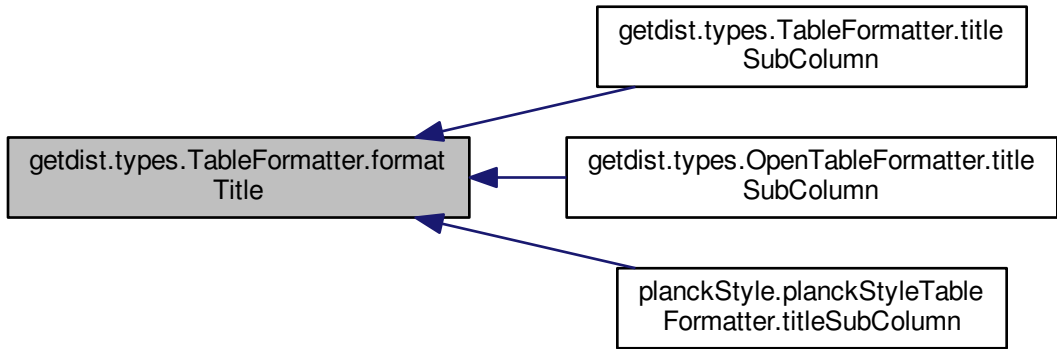 getdist.types.TableFormatter.title
SubColumn
getdist.types.TableFormatter.format
Title
getdist.types.OpenTableFormatter.title
SubColumn
planckStyle.planckStyleTable
Formatter.titleSubColumn